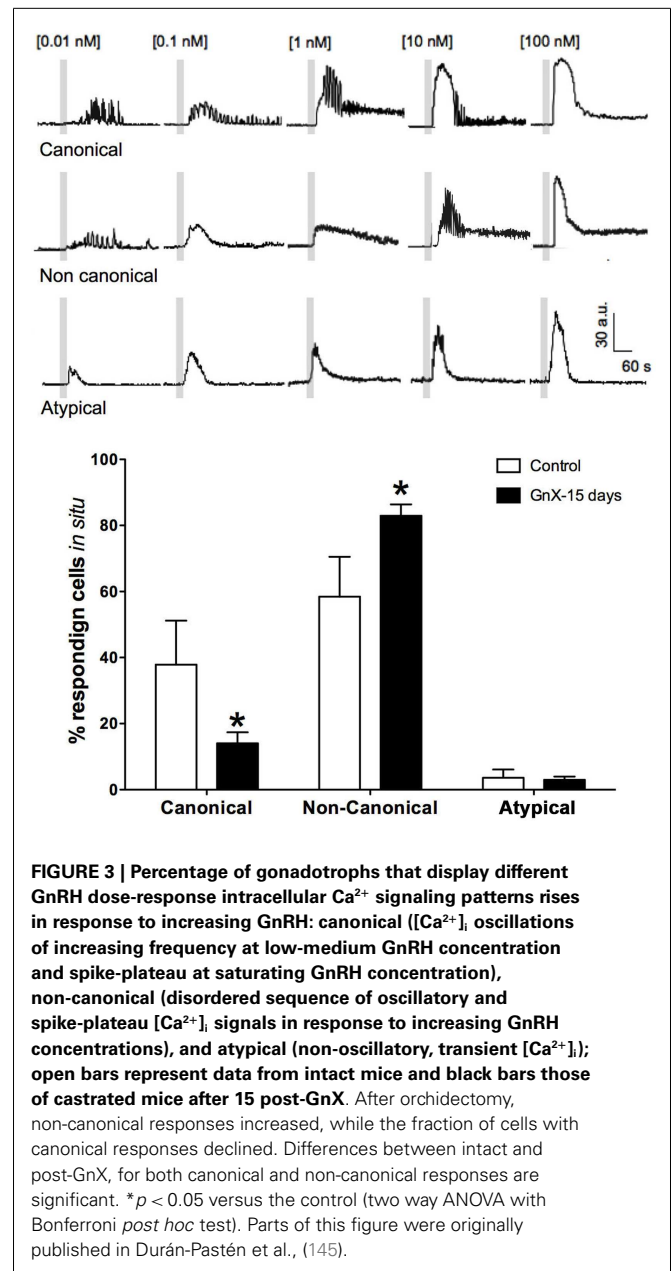 [0.01 nM] [0.1 nM] [1 nM] [10 nM] [100 nM]
Canonical
Non canonical
30 a.u.
60 s
Atypical
100
80
60
40
20
0
% respondign cells in situ
Control
GnX-15 days
*
*
Canonical Non-Canonical Atypical
FIGURE 3 | Percentage of gonadotrophs that display different
GnRH dose-response intracellular Ca²⁺ signaling patterns rises
in response to increasing GnRH: canonical ([Ca²⁺]ᵢ oscillations
of increasing frequency at low-medium GnRH concentration
and spike-plateau at saturating GnRH concentration),
non-canonical (disordered sequence of oscillatory and
spike-plateau [Ca²⁺]ᵢ signals in response to increasing GnRH
concentrations), and atypical (non-oscillatory, transient [Ca²⁺]ᵢ);
open bars represent data from intact mice and black bars those
of castrated mice after 15 post-GnX. After orchidectomy,
non-canonical responses increased, while the fraction of cells with
canonical responses declined. Differences between intact and
post-GnX, for both canonical and non-canonical responses are
significant. *p < 0.05 versus the control (two way ANOVA with
Bonferroni post hoc test). Parts of this figure were originally
published in Durán-Pastén et al., (145).